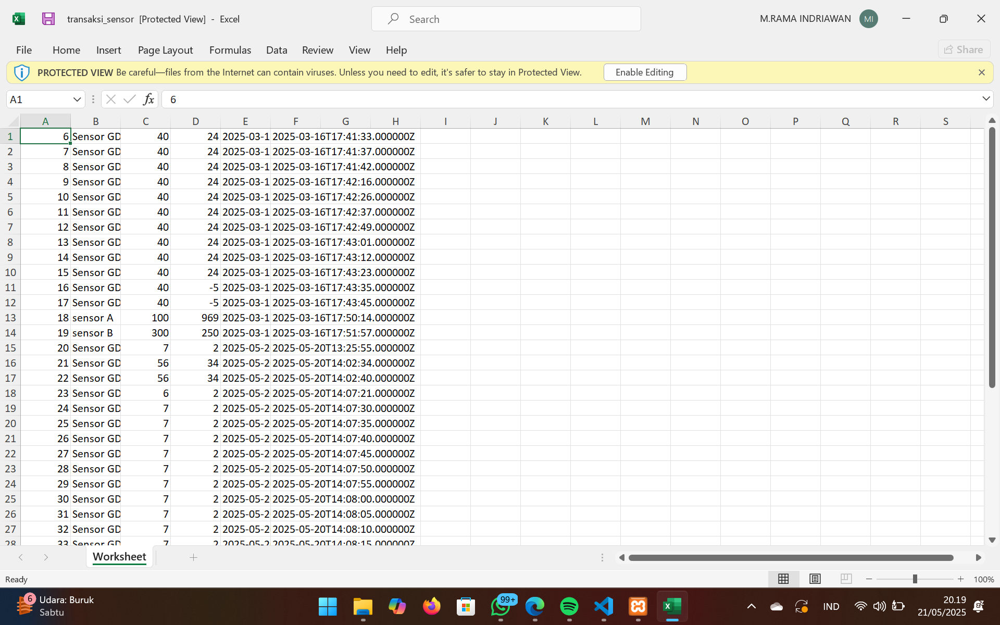 transaksi_sensor [Protected View] - Excel
Search
M.RAMA INDRIAWAN MI
File Home Insert Page Layout Formulas Data Review View Help
Share
PROTECTED VIEW Be careful—files from the Internet can contain viruses. Unless you need to edit, it's safer to stay in Protected View. Enable Editing
A1 fx 6
A B C D E F G H I J K L M N O P Q R S
1 6 Sensor GD 40 24 2025-03-1 2025-03-16T17:41:33.000000Z
2 7 Sensor GD 40 24 2025-03-1 2025-03-16T17:41:37.000000Z
3 8 Sensor GD 40 24 2025-03-1 2025-03-16T17:41:42.000000Z
4 9 Sensor GD 40 24 2025-03-1 2025-03-16T17:42:16.000000Z
5 10 Sensor GD 40 24 2025-03-1 2025-03-16T17:42:26.000000Z
6 11 Sensor GD 40 24 2025-03-1 2025-03-16T17:42:37.000000Z
7 12 Sensor GD 40 24 2025-03-1 2025-03-16T17:42:49.000000Z
8 13 Sensor GD 40 24 2025-03-1 2025-03-16T17:43:01.000000Z
9 14 Sensor GD 40 24 2025-03-1 2025-03-16T17:43:12.000000Z
10 15 Sensor GD 40 24 2025-03-1 2025-03-16T17:43:23.000000Z
11 16 Sensor GD 40 -5 2025-03-1 2025-03-16T17:43:35.000000Z
12 17 Sensor GD 40 -5 2025-03-1 2025-03-16T17:43:45.000000Z
13 18 sensor A 100 969 2025-03-1 2025-03-16T17:50:14.000000Z
14 19 sensor B 300 250 2025-03-1 2025-03-16T17:51:57.000000Z
15 20 Sensor GD 7 2 2025-05-2 2025-05-20T13:25:55.000000Z
16 21 Sensor GD 56 34 2025-05-2 2025-05-20T14:02:34.000000Z
17 22 Sensor GD 56 34 2025-05-2 2025-05-20T14:02:40.000000Z
18 23 Sensor GD 6 2 2025-05-2 2025-05-20T14:07:21.000000Z
19 24 Sensor GD 7 2 2025-05-2 2025-05-20T14:07:30.000000Z
20 25 Sensor GD 7 2 2025-05-2 2025-05-20T14:07:35.000000Z
21 26 Sensor GD 7 2 2025-05-2 2025-05-20T14:07:40.000000Z
22 27 Sensor GD 7 2 2025-05-2 2025-05-20T14:07:45.000000Z
23 28 Sensor GD 7 2 2025-05-2 2025-05-20T14:07:50.000000Z
24 29 Sensor GD 7 2 2025-05-2 2025-05-20T14:07:55.000000Z
25 30 Sensor GD 7 2 2025-05-2 2025-05-20T14:08:00.000000Z
26 31 Sensor GD 7 2 2025-05-2 2025-05-20T14:08:05.000000Z
27 32 Sensor GD 7 2 2025-05-2 2025-05-20T14:08:10.000000Z
28 33 Sensor GD 7 2 2025-05-2 2025-05-20T14:08:15.000000Z
Worksheet
Ready
100%
6 Udara: Buruk
Sabtu
99+
IND
20.19
21/05/2025